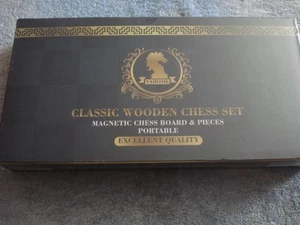 CLASSIC WOODEN CHESS SET
MAGNETIC CHESS BOARD & PIECES
PORTABLE
EXCELLENT QUALITY